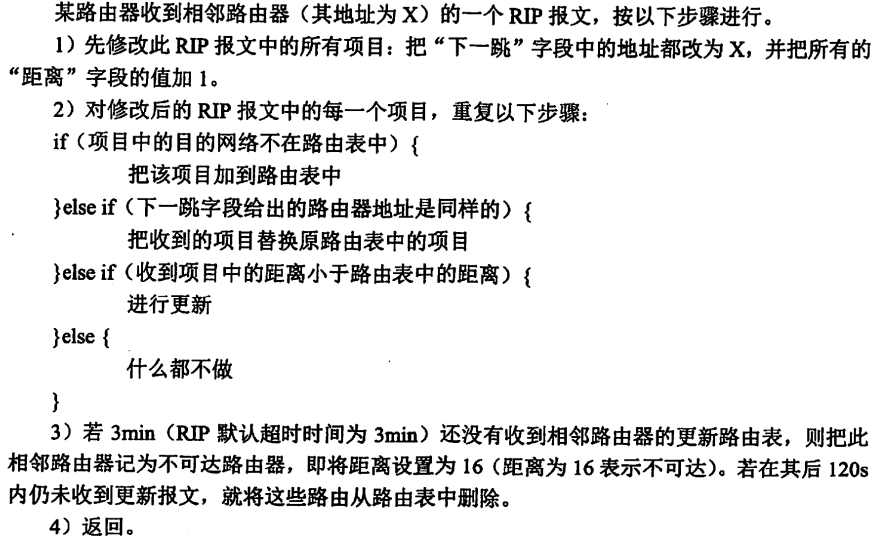 某路由器收到相邻路由器（其地址为 X）的一个 RIP 报文，按以下步骤进行。
1）先修改此 RIP 报文中的所有项目：把“下一跳”字段中的地址都改为 X，并把所有的
“距离”字段的值加 1。
2）对修改后的 RIP 报文中的每一个项目，重复以下步骤：
if（项目中的目的网络不在路由表中）{
把该项目加到路由表中
}else if（下一跳字段给出的路由器地址是同样的）{
把收到的项目替换原路由表中的项目
}else if（收到项目中的距离小于路由表中的距离）{
进行更新
}else {
什么都不做
}
3）若 3min（RIP 默认超时时间为 3min）还没有收到相邻路由器的更新路由表，则把此
相邻路由器记为不可达路由器，即将距离设置为 16（距离为 16 表示不可达）。若在其后 120s
内仍未收到更新报文，就将这些路由从路由表中删除。
4）返回。